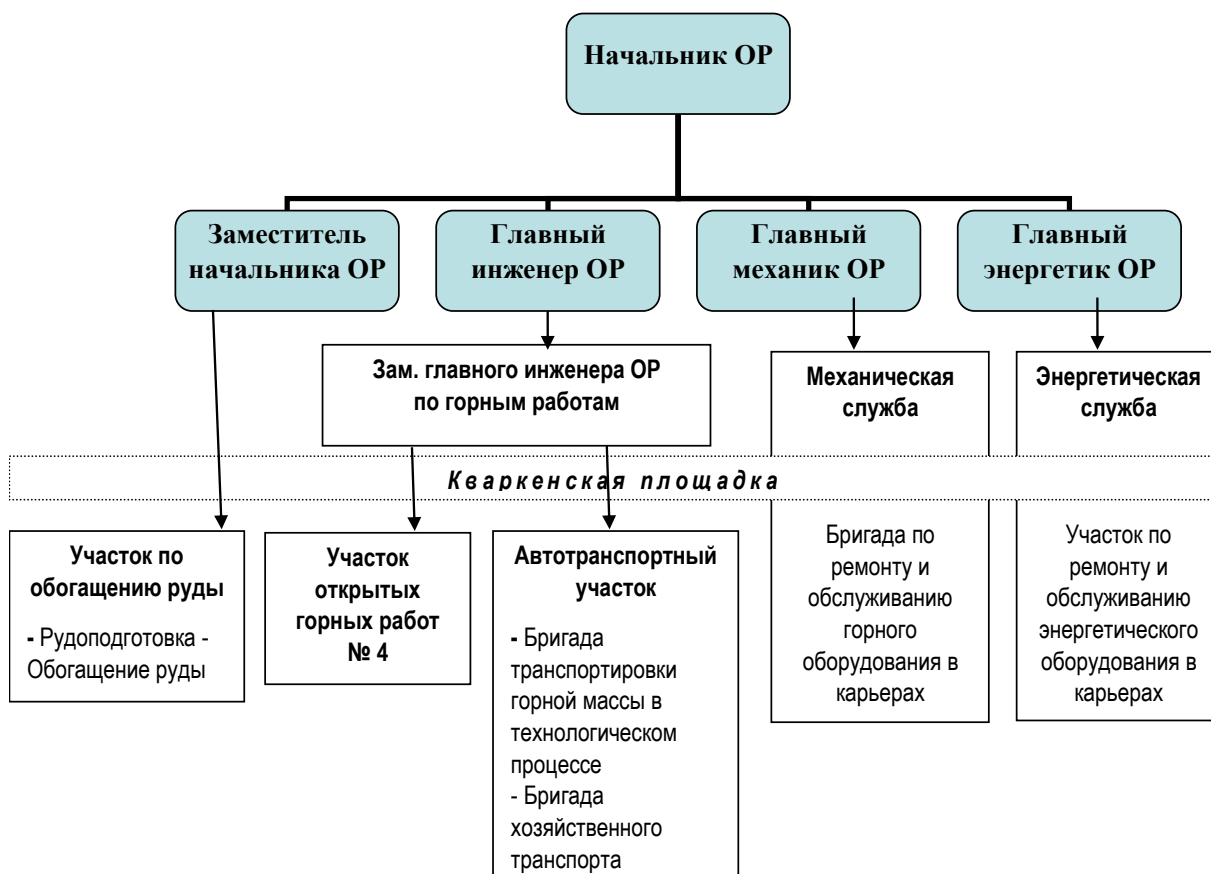 Начальник ОР
Заместитель
начальника ОР
Главный
инженер ОР
Главный
механик ОР
Главный
энергетик ОР
Зам. главного инженера ОР
по горным работам
Механическая
служба
Энергетическая
служба
Кваркенская площадка
Участок по
обогащению руды
- Рудоподготовка -
Обогащение руды
Участок
открытых
горных работ
№ 4
Автотранспортный
участок
- Бригада
транспортировки
горной массы в
технологическом
процессе
- Бригада
хозяйственного
транспорта
Бригада по
ремонту и
обслуживанию
горного
оборудования в
карьерах
Участок по
ремонту и
обслуживанию
энергетического
оборудования в
карьерах